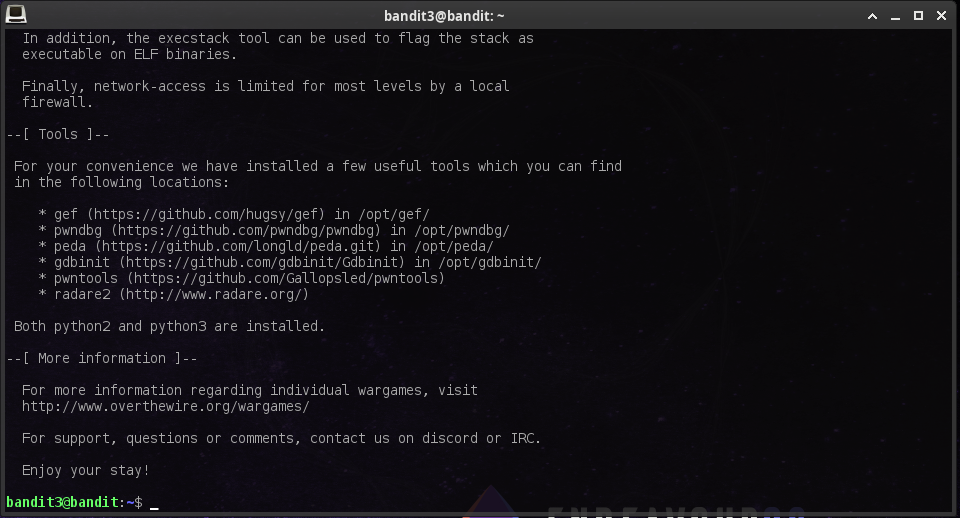 bandit3@bandit: ~
In addition, the execstack tool can be used to flag the stack as
executable on ELF binaries.
Finally, network-access is limited for most levels by a local
firewall.
--[ Tools ]--
For your convenience we have installed a few useful tools which you can find
in the following locations:
* gef (https://github.com/hugsy/gef) in /opt/gef/
* pwndbg (https://github.com/pwndbg/pwndbg) in /opt/pwndbg/
* peda (https://github.com/longld/peda.git) in /opt/peda/
* gdbinit (https://github.com/gdbinit/Gdbinit) in /opt/gdbinit/
* pwntools (https://github.com/Gallopsled/pwntools)
* radare2 (http://www.radare.org/)
Both python2 and python3 are installed.
--[ More information ]--
For more information regarding individual wargames, visit
http://www.overthewire.org/wargames/
For support, questions or comments, contact us on discord or IRC.
Enjoy your stay!
bandit3@bandit:~$